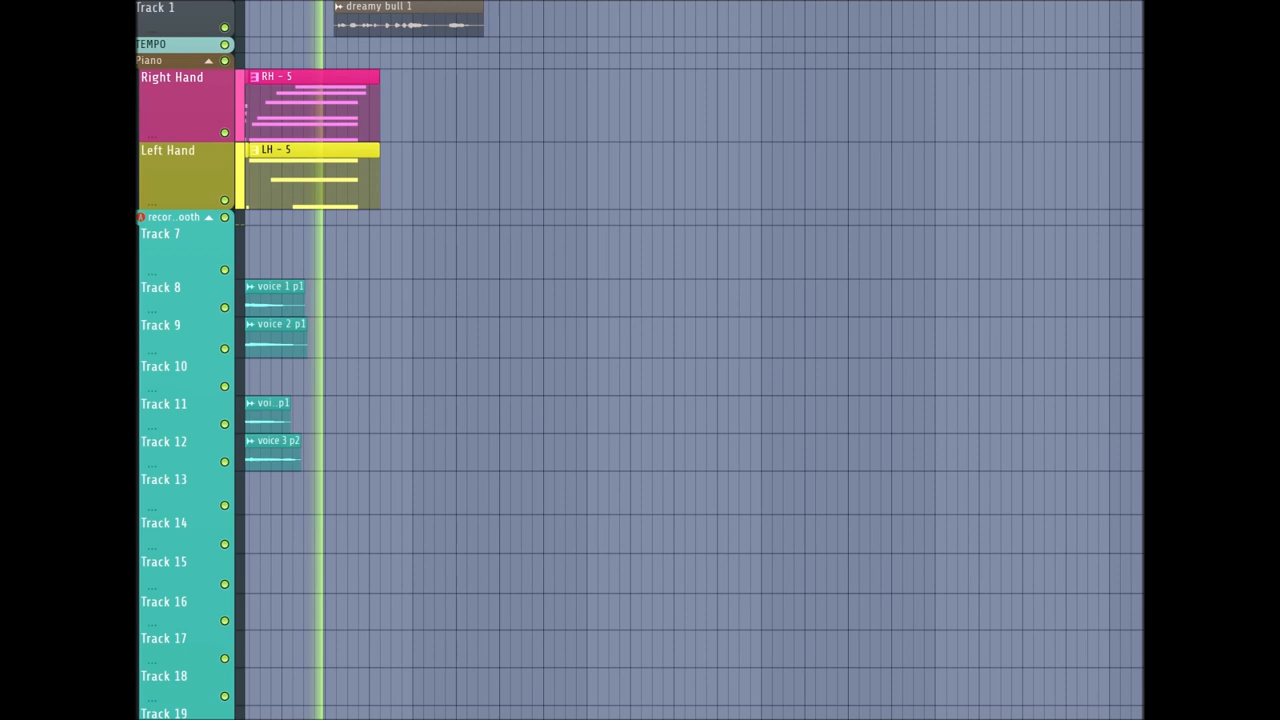 Track 1
dreamy bull 1
TEMPO
Piano
Right Hand
RH - 5
...
Left Hand
LH - 5
...
recor..ooth
Track 7
...
Track 8
voice 1 p1
...
Track 9
voice 2 p1
...
Track 10
...
Track 11
voi..p1
...
Track 12
voice 3 p2
...
Track 13
...
Track 14
...
Track 15
...
Track 16
...
Track 17
...
Track 18
...
Track 19